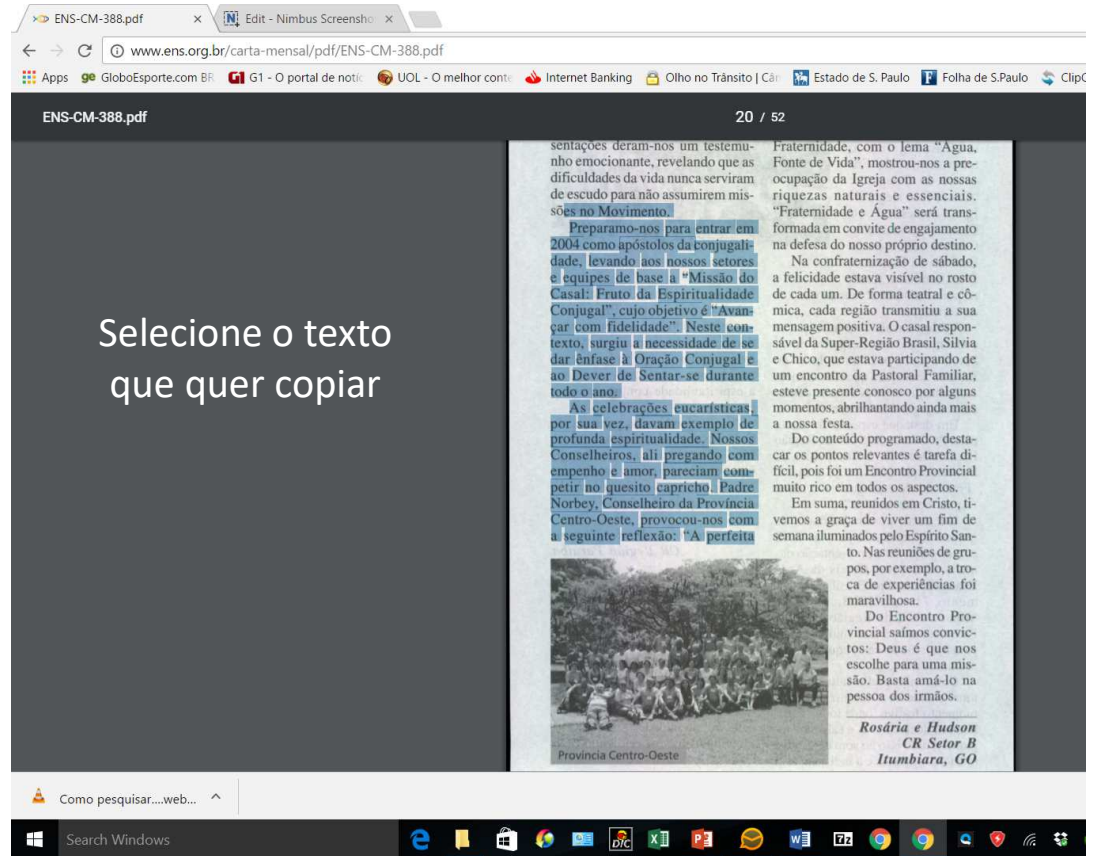 ENS-CM-388.pdf
Edit - Nimbus Screensho
www.ens.org.br/carta-mensal/pdf/ENS-CM-388.pdf
Apps
ge GloboEsporte.com BR
G1 G1 - O portal de notíc
UOL - O melhor conte
Internet Banking
Olho no Trânsito | Câ
Estado de S. Paulo
F Folha de S.Paulo
ENS-CM-388.pdf
20 / 52
Selecione o texto
que quer copiar
sentações deram-nos um testemu-
nho emocionante, revelando que as
dificuldades da vida nunca serviram
de escudo para não assumirem mis-
sões no Movimento.
Preparamo-nos para entrar em
2004 como apóstolos da conjugali-
dade, levando aos nossos setores
e equipes de base a "Missão do
Casal: Fruto da Espiritualidade
Conjugal", cujo objetivo é "Avan-
çar com fidelidade". Neste con-
texto, surgiu a necessidade de se
dar ênfase à Oração Conjugal e
ao Dever de Sentar-se durante
todo o ano.
As celebrações eucarísticas,
por sua vez, davam exemplo de
profunda espiritualidade. Nossos
Conselheiros, ali pregando com
empenho e amor, pareciam com-
petir no quesito capricho. Padre
Norbey, Conselheiro da Província
Centro-Oeste, provocou-nos com
a seguinte reflexão: "A perfeita
Provincia Centro-Oeste
Fraternidade, com o lema "Água,
Fonte de Vida", mostrou-nos a pre-
ocupação da Igreja com as nossas
riquezas naturais e essenciais.
"Fraternidade e Água" será trans-
formada em convite de engajamento
na defesa do nosso próprio destino.
Na confraternização de sábado,
a felicidade estava visível no rosto
de cada um. De forma teatral e cô-
mica, cada região transmitiu a sua
mensagem positiva. O casal respon-
sável da Super-Região Brasil, Silvia
e Chico, que estava participando de
um encontro da Pastoral Familiar,
esteve presente conosco por alguns
momentos, abrilhantando ainda mais
a nossa festa.
Do conteúdo programado, desta-
car os pontos relevantes é tarefa di-
fícil, pois foi um Encontro Provincial
muito rico em todos os aspectos.
Em suma, reunidos em Cristo, ti-
vemos a graça de viver um fim de
semana iluminados pelo Espírito San-
to. Nas reuniões de gru-
pos, por exemplo, a tro-
ca de experiências foi
maravilhosa.
Do Encontro Pro-
vincial saímos convic-
tos: Deus é que nos
escolhe para uma mis-
são. Basta amá-lo na
pessoa dos irmãos.
Rosária e Hudson
CR Setor B
Itumbiara, GO
Como pesquisar....web...
Search Windows